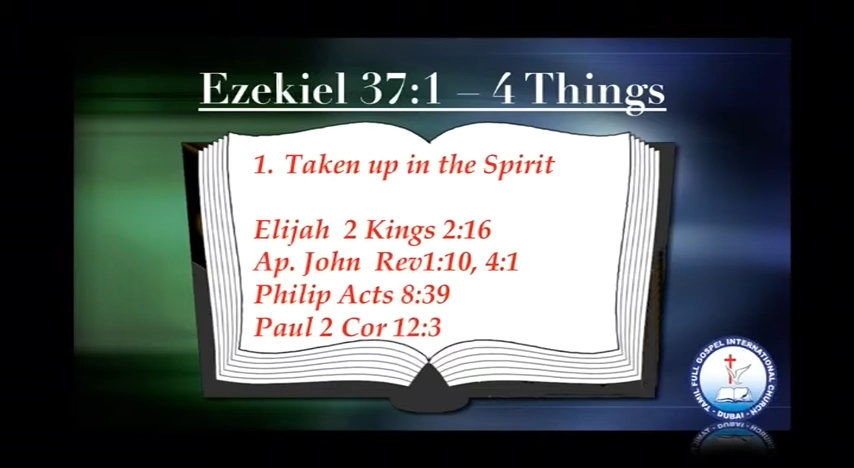 Ezekiel 37:1 – 4 Things
1. Taken up in the Spirit
Elijah 2 Kings 2:16
Ap. John Rev1:10, 4:1
Philip Acts 8:39
Paul 2 Cor 12:3
TAMIL FULL GOSPEL INTERNATIONAL CHURCH
- DUBAI -